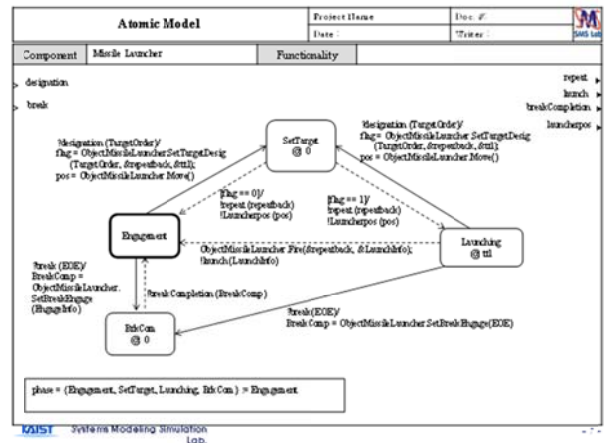 Atomic Model
Project Name
Doc. #:
Date :
Writer :
SMS Lab
Component
Missile Launcher
Functionality
designation
break
repeat
launch
breakCompletion
launcherpos
?designation (TargetOrder)/
flag = ObjectMissileLauncher SetTargetDesig
(TargetOrder, &repeatback, &ttl);
pos = ObjectMissileLauncher Move()
SetTarget
@ 0
?designation (TargetOrder)/
flag = ObjectMissileLauncher SetTargetDesig
(TargetOrder, &repeatback, &ttl);
pos = ObjectMissileLauncher Move()
[flag == 0]/
!repeat (repeatback)
!Launcherpos (pos)
[flag == 1]/
!repeat (repeatback)
!Launcherpos (pos)
Engagement
Launching
@ ttl
ObjectMissileLauncher.Fire(&repeatback, &LaunchInfo);
!launch (LaunchInfo)
?break (EOE)/
BreakComp =
ObjectMissileLauncher.
SetBreakEngage
(EngageInfo)
!breakCompletion (BreakComp)
?break(EOE)/
BreakComp = ObjectMissileLauncher SetBreakEngage(EOE)
BrkCom
@ 0
phase = {Engagement, SetTarget, Launching, BrkCom } := Engagement
KAIST Systems Modeling Simulation
Lab.
- 7 -